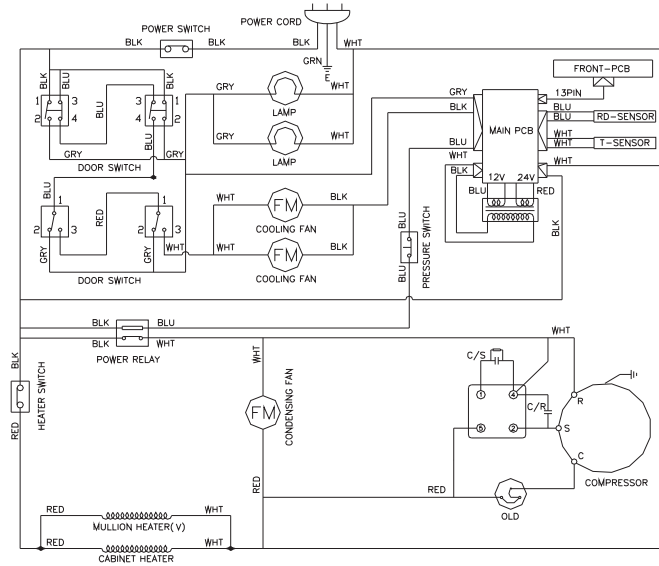 POWER CORD
POWER SWITCH
BLK BLK BLK WHT
GRN
E
FRONT-PCB
13PIN
BLK BLU BLK BLU
1 3 3 1
2 4 4 2
BLU
GRY WHT
LAMP
GRY WHT
LAMP
GRY
BLK
BLU
MAIN PCB
BLU
BLU
RD-SENSOR
WHT
WHT
T-SENSOR
WHT
BLK
12V 24V
BLU RED
GRY BLU GRY
DOOR SWITCH
BLU
1 1
2 3 2 3
RED
GRY GRY WHT
DOOR SWITCH
WHT FM BLK
COOLING FAN
WHT FM BLK
COOLING FAN
BLU
PRESSURE SWITCH
BLU
BLK
BLK BLU
BLK WHT
POWER RELAY
BLK
HEATER SWITCH
RED
WHT
FM
CONDENSING FAN
RED
WHT
C/S
1 4
5 2
C/R
R
S
C
COMPRESSOR
RED
OLD
RED WHT
MULLION HEATER(V)
RED WHT
CABINET HEATER